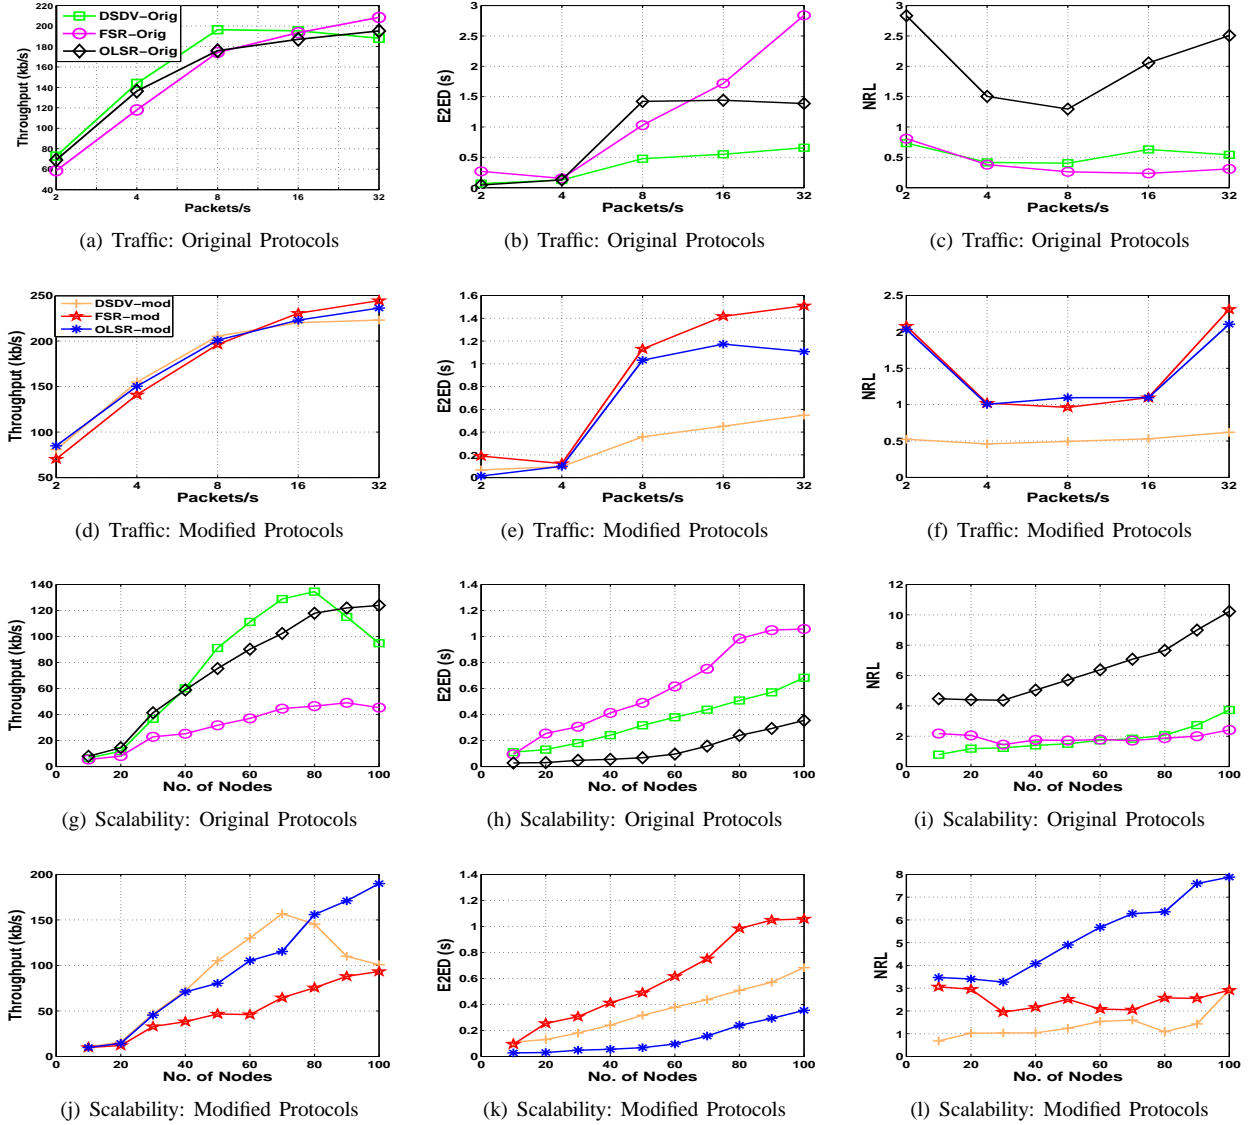 220
200
180
160
140
120
100
80
60
40
Throughput (kb/s)
DSDV-Orig
FSR-Orig
OLSR-Orig
2 4 8 16 32
Packets/s
(a) Traffic: Original Protocols
3
2.5
2
1.5
1
0.5
0
E2ED (s)
2 4 8 16 32
Packets/s
(b) Traffic: Original Protocols
3
2.5
2
1.5
1
0.5
0
NRL
2 4 8 16 32
Packets/s
(c) Traffic: Original Protocols
250
200
150
100
50
Throughput (kb/s)
DSDV-mod
FSR-mod
OLSR-mod
2 4 8 16 32
Packets/s
(d) Traffic: Modified Protocols
1.6
1.4
1.2
1
0.8
0.6
0.4
0.2
0
E2ED (s)
2 4 8 16 32
Packets/s
(e) Traffic: Modified Protocols
2.5
2
1.5
1
0.5
0
NRL
2 4 8 16 32
Packets/s
(f) Traffic: Modified Protocols
140
120
100
80
60
40
20
0
Throughput (kb/s)
0 20 40 60 80 100
No. of Nodes
(g) Scalability: Original Protocols
1.4
1.2
1
0.8
0.6
0.4
0.2
0
E2ED (s)
0 20 40 60 80 100
No. of Nodes
(h) Scalability: Original Protocols
12
10
8
6
4
2
0
NRL
0 20 40 60 80 100
No. of Nodes
(i) Scalability: Original Protocols
200
150
100
50
0
Throughput (kb/s)
0 20 40 60 80 100
No. of Nodes
(j) Scalability: Modified Protocols
1.4
1.2
1
0.8
0.6
0.4
0.2
0
E2ED (s)
0 20 40 60 80 100
No. of Nodes
(k) Scalability: Modified Protocols
8
7
6
5
4
3
2
1
0
NRL
0 20 40 60 80 100
No. of Nodes
(l) Scalability: Modified Protocols